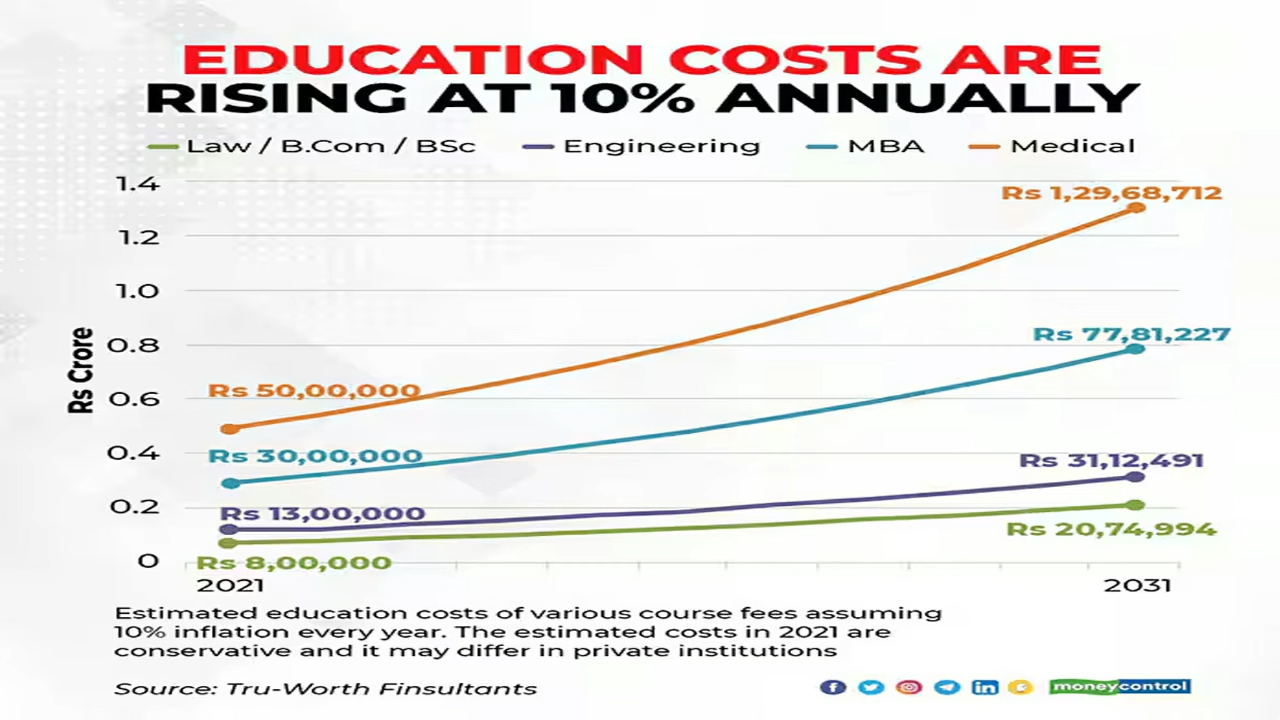 EDUCATION COSTS ARE
RISING AT 10% ANNUALLY
Law / B.Com / BSc Engineering MBA Medical
Rs Crore
1.4
1.2
1.0
0.8
0.6
0.4
0.2
0
Rs 1,29,68,712
Rs 77,81,227
Rs 50,00,000
Rs 30,00,000
Rs 31,12,491
Rs 13,00,000
Rs 20,74,994
Rs 8,00,000
2021 2031
Estimated education costs of various course fees assuming
10% inflation every year. The estimated costs in 2021 are
conservative and it may differ in private institutions
Source: Tru-Worth Finsultants
moneycontrol